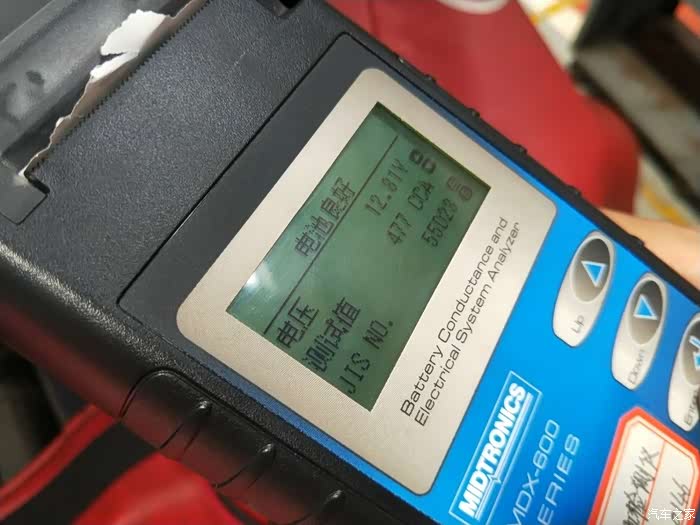 电池良好
电压 12.81V
测试值 477 CCA
JIS NO. 55D23
Battery Conductance and
Electrical System Analyzer
Up
Down
MIDTRONICS
MDX-600
SERIES
汽车之家